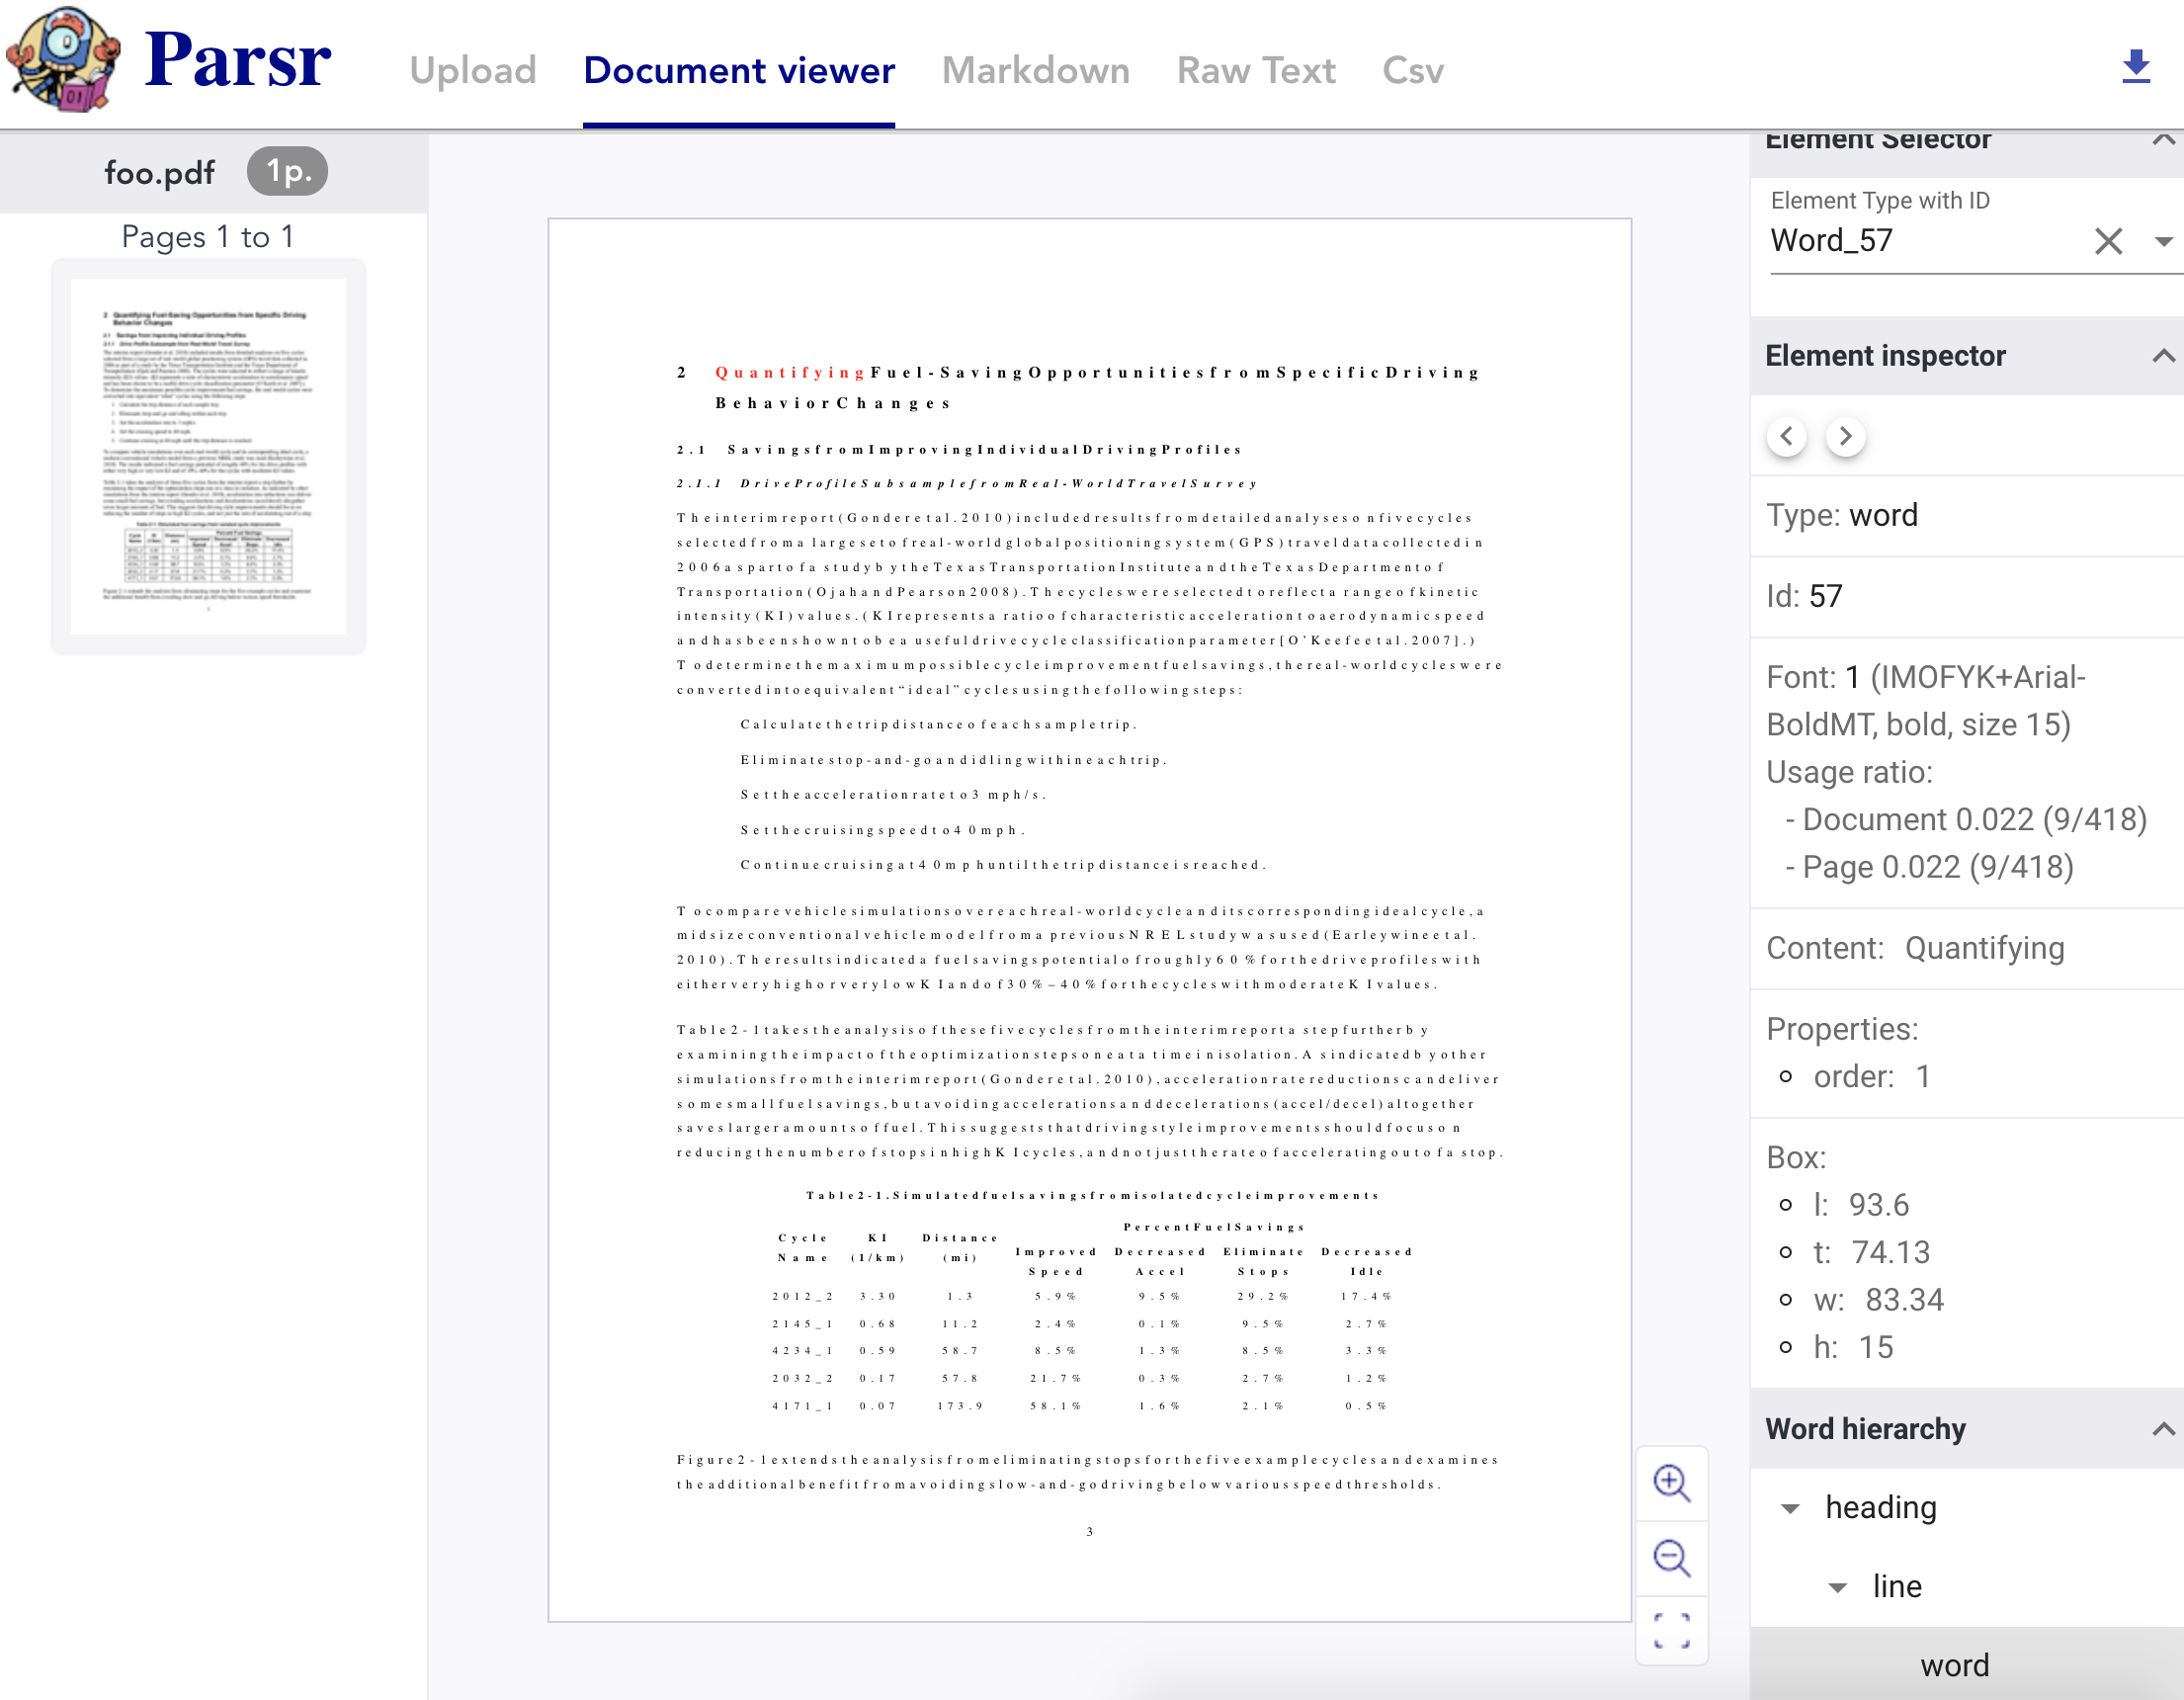 Parsr
Upload
Document viewer
Markdown
Raw Text
Csv
foo.pdf
1p.
Pages 1 to 1
2 Quantifying Fuel-Saving Opportunities from Specific Driving
Behavior Changes
2.1 Savings from Improving Individual Driving Profiles
2.1.1 Drive Profile Subsample from Real-World Travel Survey
The interim report (Gonder et al. 2010) included results from detailed analyses on five cycles
selected from a large set of real-world global positioning system (GPS) travel data collected in
2006 as part of a study by the Texas Transportation Institute and the Texas Department of
Transportation (Ojah and Pearson 2008). The cycles were selected to reflect a range of kinetic
intensity (KI) values. (KI represents a ratio of characteristic acceleration to aerodynamic speed
and has been shown to be a useful drive cycle classification parameter [O’Keefe et al. 2007].)
To determine the maximum possible cycle improvement fuel savings, the real-world cycles were
converted into equivalent “ideal” cycles using the following steps:
Calculate the trip distance of each sample trip.
Eliminate stop-and-go and idling within each trip.
Set the acceleration rate to 3 mph/s.
Set the cruising speed to 40 mph.
Continue cruising at 40 mph until the trip distance is reached.
To compare vehicle simulations over each real-world cycle and its corresponding ideal cycle, a
midsize conventional vehicle model from a previous NREL study was used (Earleywine et al.
2010). The results indicated a fuel savings potential of roughly 60% for the drive profiles with
either very high or very low KI and of 30%–40% for the cycles with moderate KI values.
Table 2-1 takes the analysis of these five cycles from the interim report a step further by
examining the impact of the optimization steps one at a time in isolation. As indicated by other
simulations from the interim report (Gonder et al. 2010), acceleration rate reductions can deliver
some small fuel savings, but avoiding accelerations and decelerations (accel/decel) altogether
saves larger amounts of fuel. This suggests that driving style improvements should focus on
reducing the number of stops in high KI cycles, and not just the rate of accelerating out of a stop.
Table 2-1. Simulated fuel savings from isolated cycle improvements
Percent Fuel Savings
Cycle KI Distance
Improved Decreased Eliminate Decreased
Name (1/km) (mi)
Speed Accel Stops Idle
2012_2 3.30 1.3 5.9% 9.5% 29.2% 17.4%
2145_1 0.68 11.2 2.4% 0.1% 9.5% 2.7%
4234_1 0.59 58.7 8.5% 1.3% 8.5% 3.3%
2032_2 0.17 57.8 21.7% 0.3% 2.7% 1.2%
4171_1 0.07 173.9 58.1% 1.6% 2.1% 0.5%
Figure 2-1 extends the analysis from eliminating stops for the five example cycles and examines
the additional benefit from avoiding slow-and-go driving below various speed thresholds.
3
Element Selector
Element Type with ID
Word_57
Element inspector
Type: word
Id: 57
Font: 1 (IMOFYK+Arial-
BoldMT, bold, size 15)
Usage ratio:
- Document 0.022 (9/418)
- Page 0.022 (9/418)
Content: Quantifying
Properties:
order: 1
Box:
l: 93.6
t: 74.13
w: 83.34
h: 15
Word hierarchy
heading
line
word